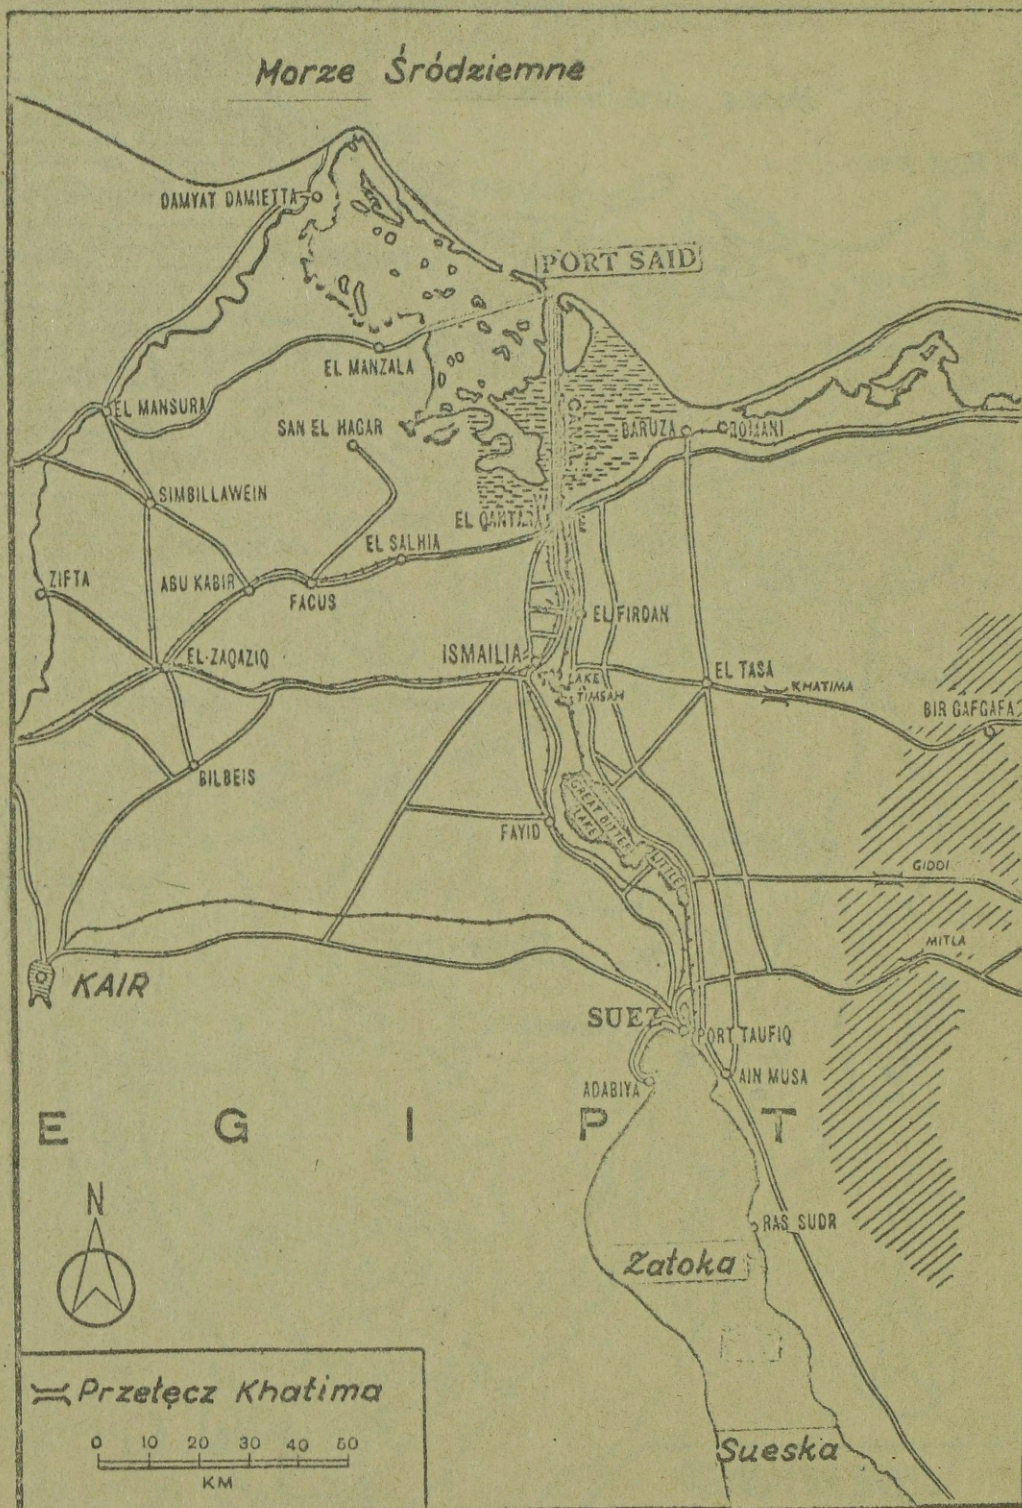 Morze Śródziemne
DAMYAT DAMIETTA
PORT SAID
EL MANZALA
EL MANSURA
SAN EL HAGAR
BARUZA
ROMANI
SIMBILLAWEIN
EL QANTARA
E
EL SALHIA
ZIFTA
ABU KABIR
FACUS
EL FIRDAN
EL-ZAQAZIQ
ISMAILIA
LAKE
TIMSAH
EL TASA
KHATIMA
BIR GAFGAFA
BILBEIS
FAYID
GREAT BITTER
LAKE
LITTLE
GIDDI
MITLA
KAIR
SUEZ
PORT TAUFIQ
ADABIYA
AIN MUSA
E G I P T
N
RAS SUDR
Zatoka
Przełęcz Khatima
0 10 20 30 40 50
KM
Sueska